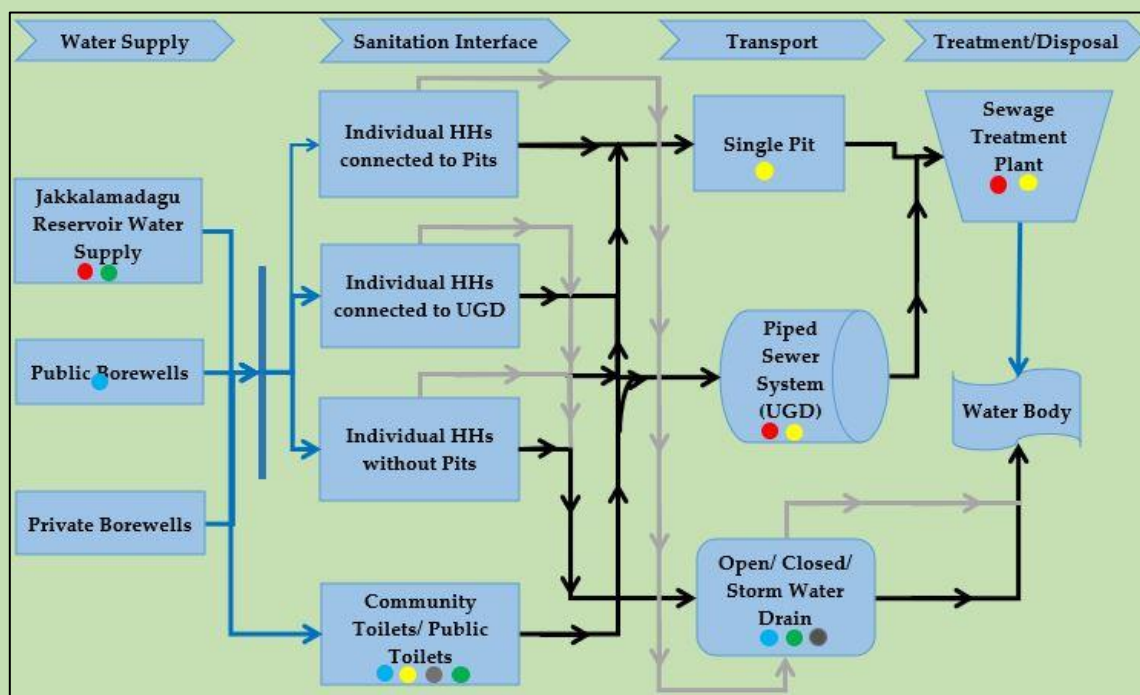 Water Supply
Sanitation Interface
Transport
Treatment/Disposal
Jakkalamadagu
Reservoir Water
Supply
Public Borewells
Private Borewells
Individual HHs
connected to Pits
Individual HHs
connected to UGD
Individual HHs
without Pits
Community
Toilets/ Public
Toilets
Single Pit
Piped
Sewer
System
(UGD)
Open/ Closed/
Storm Water
Drain
Sewage
Treatment
Plant
Water Body